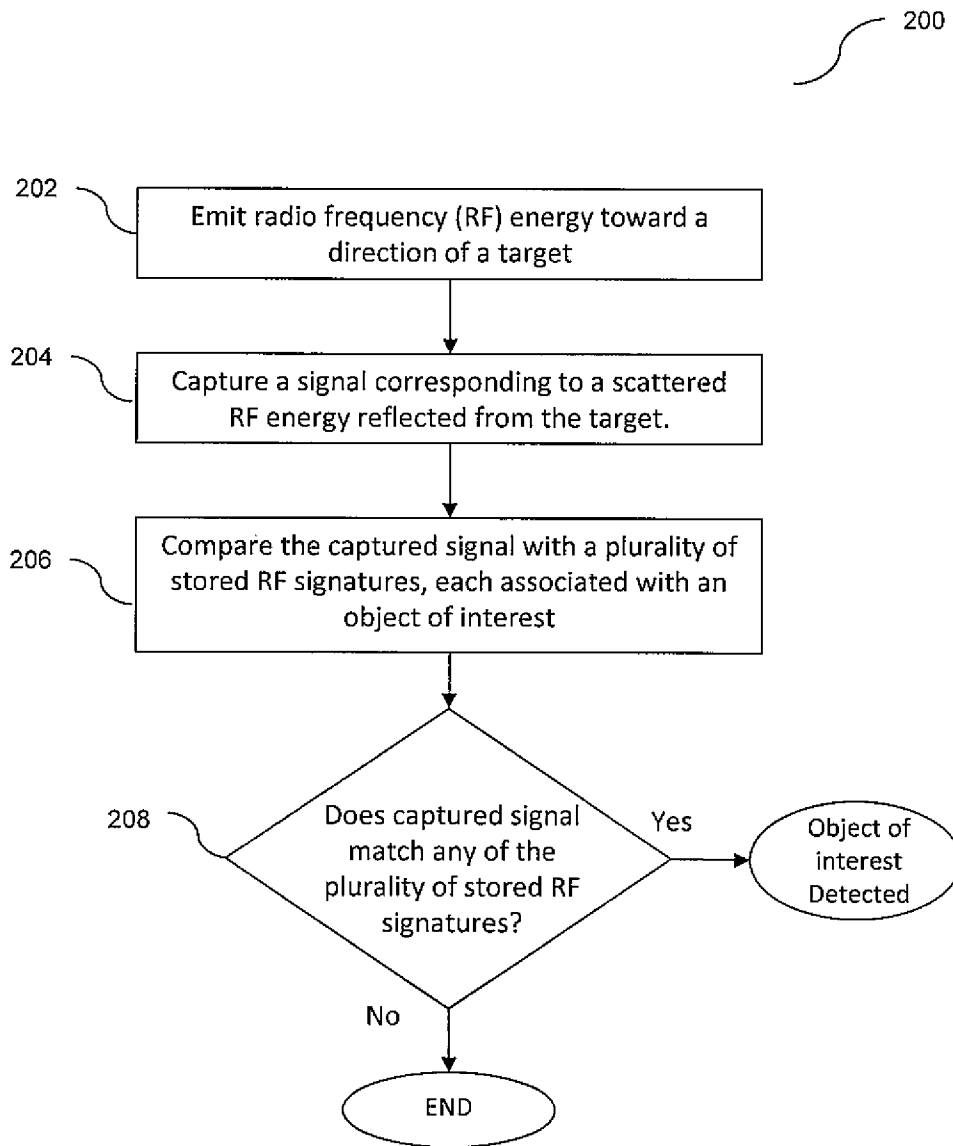 200
202
Emit radio frequency (RF) energy toward a
direction of a target
204
Capture a signal corresponding to a scattered
RF energy reflected from the target.
206
Compare the captured signal with a plurality of
stored RF signatures, each associated with an
object of interest
208
Does captured signal
match any of the
plurality of stored RF
signatures?
Yes
Object of
interest
Detected
No
END